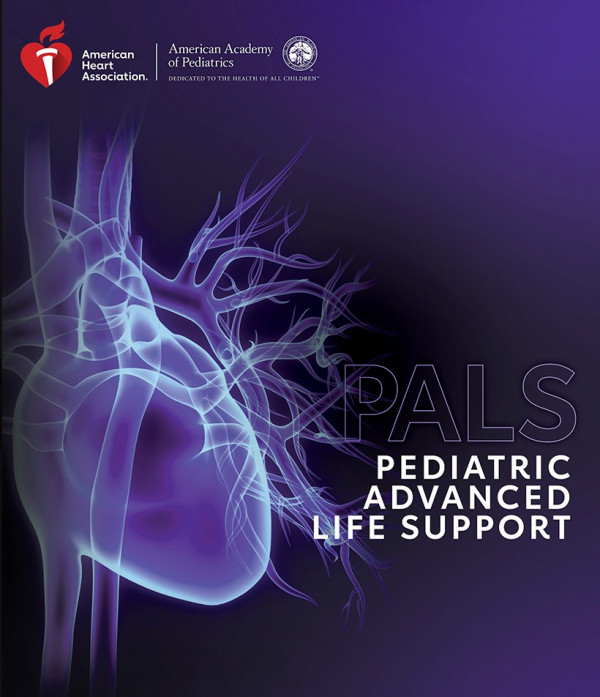 American
Heart
Association.
American Academy
of Pediatrics
DEDICATED TO THE HEALTH OF ALL CHILDREN™
PALS
PEDIATRIC
ADVANCED
LIFE SUPPORT